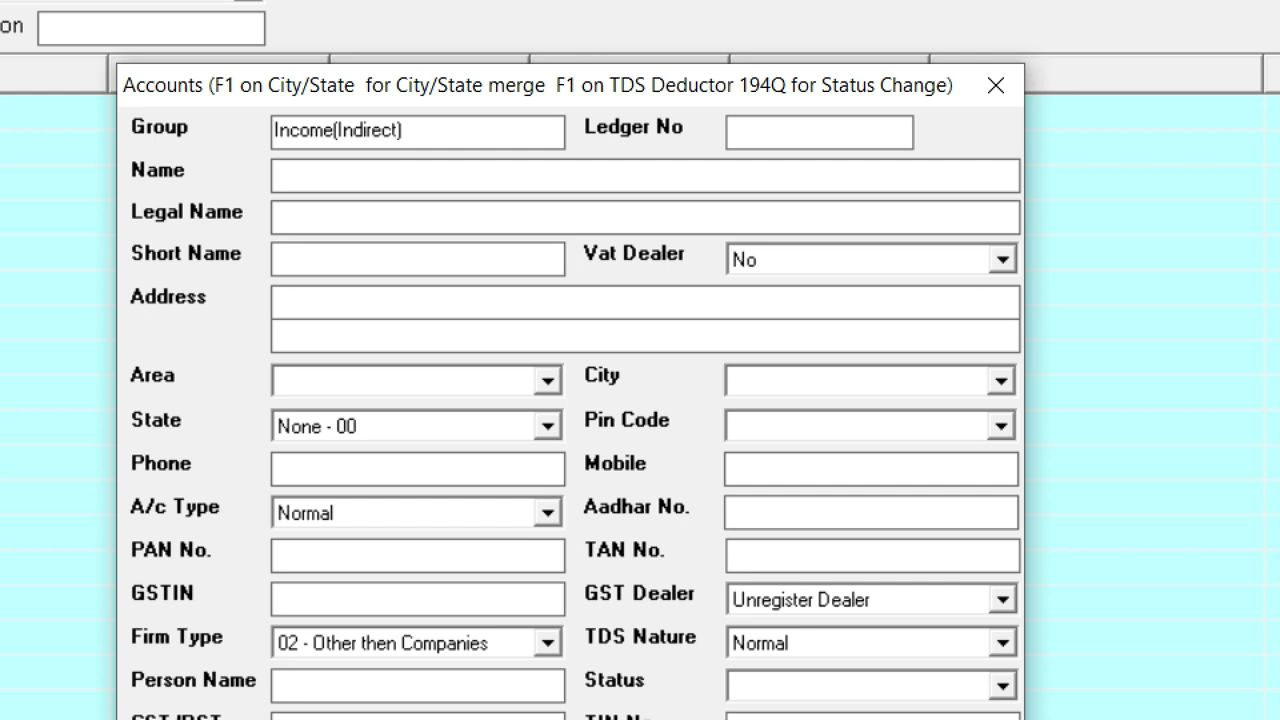 on
Accounts (F1 on City/State for City/State merge F1 on TDS Deductor 194Q for Status Change)
Group Income(Indirect) Ledger No
Name
Legal Name
Short Name Vat Dealer No
Address
Area City
State None - 00 Pin Code
Phone Mobile
A/c Type Normal Aadhar No.
PAN No. TAN No.
GSTIN GST Dealer Unregister Dealer
Firm Type 02 - Other then Companies TDS Nature Normal
Person Name Status